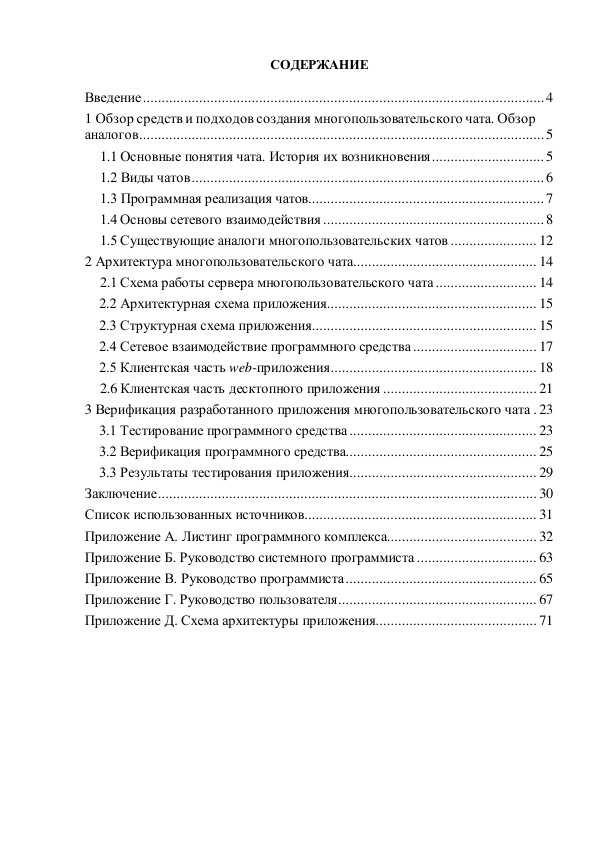 СОДЕРЖАНИЕ
Введение........................................................................................................... 4
1 Обзор средств и подходов создания многопользовательского чата. Обзор
аналогов............................................................................................................ 5
1.1 Основные понятия чата. История их возникновения.............................. 5
1.2 Виды чатов.............................................................................................. 6
1.3 Программная реализация чатов............................................................... 7
1.4 Основы сетевого взаимодействия........................................................... 8
1.5 Существующие аналоги многопользовательских чатов....................... 12
2 Архитектура многопользовательского чата................................................. 14
2.1 Схема работы сервера многопользовательского чата........................... 14
2.2 Архитектурная схема приложения........................................................ 15
2.3 Структурная схема приложения............................................................ 15
2.4 Сетевое взаимодействие программного средства................................. 17
2.5 Клиентская часть web-приложения....................................................... 18
2.6 Клиентская часть десктопного приложения......................................... 21
3 Верификация разработанного приложения многопользовательского чата . 23
3.1 Тестирование программного средства.................................................. 23
3.2 Верификация программного средства................................................... 25
3.3 Результаты тестирования приложения.................................................. 29
Заключение..................................................................................................... 30
Список использованных источников.............................................................. 31
Приложение А. Листинг программного комплекса........................................ 32
Приложение Б. Руководство системного программиста................................ 63
Приложение В. Руководство программиста................................................... 65
Приложение Г. Руководство пользователя..................................................... 67
Приложение Д. Схема архитектуры приложения........................................... 71